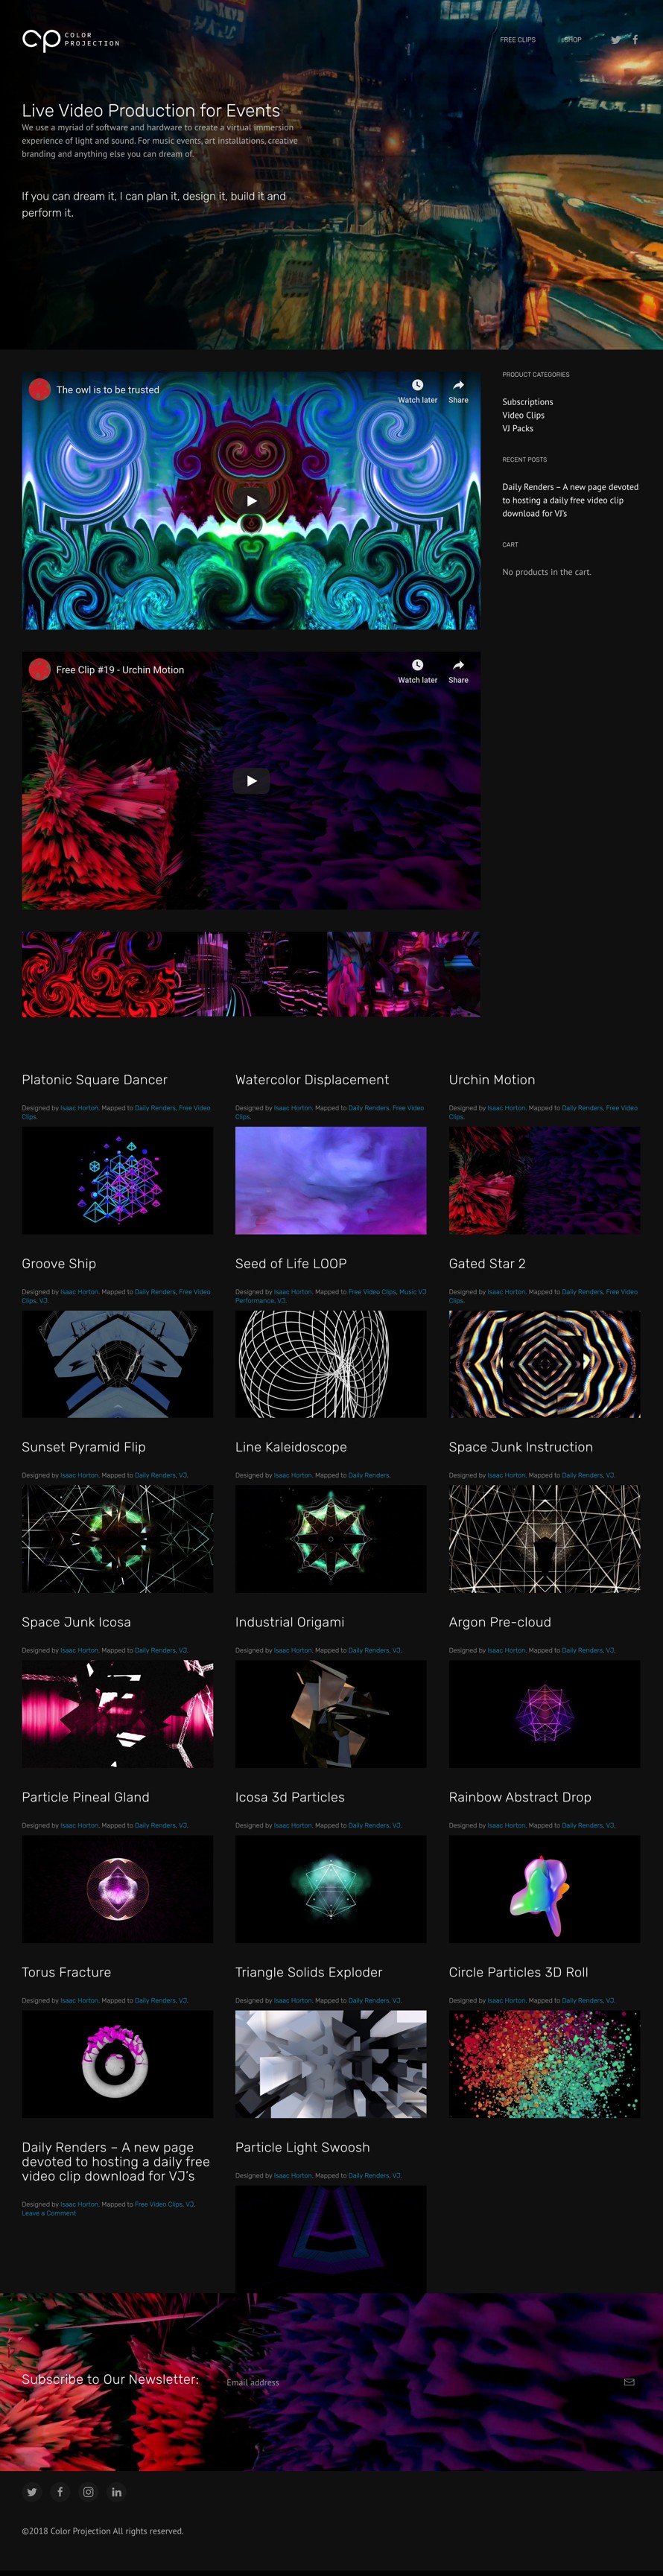 cp COLOR
PROJECTION
FREE CLIPS
SHOP
Live Video Production for Events
We use a myriad of software and hardware to create a virtual immersion
experience of light and sound. For music events, art installations, creative
branding and anything else you can dream of.
If you can dream it, I can plan it, design it, build it and
perform it.
The owl is to be trusted
Watch later
Share
Free Clip #19 - Urchin Motion
Watch later
Share
PRODUCT CATEGORIES
Subscriptions
Video Clips
VJ Packs
RECENT POSTS
Daily Renders – A new page devoted
to hosting a daily free video clip
download for VJ's
CART
No products in the cart.
Platonic Square Dancer
Designed by Isaac Horton. Mapped to Daily Renders, Free Video
Clips.
Watercolor Displacement
Designed by Isaac Horton. Mapped to Daily Renders, Free Video
Clips.
Urchin Motion
Designed by Isaac Horton. Mapped to Daily Renders, Free Video
Clips.
Groove Ship
Designed by Isaac Horton. Mapped to Daily Renders, Free Video
Clips, VJ.
Seed of Life LOOP
Designed by Isaac Horton. Mapped to Free Video Clips, Music VJ
Performance, VJ.
Gated Star 2
Designed by Isaac Horton. Mapped to Daily Renders, Free Video
Clips.
Sunset Pyramid Flip
Designed by Isaac Horton. Mapped to Daily Renders, VJ.
Line Kaleidoscope
Designed by Isaac Horton. Mapped to Daily Renders.
Space Junk Instruction
Designed by Isaac Horton. Mapped to Daily Renders, VJ.
Space Junk Icosa
Designed by Isaac Horton. Mapped to Daily Renders, VJ.
Industrial Origami
Designed by Isaac Horton. Mapped to Daily Renders, VJ.
Argon Pre-cloud
Designed by Isaac Horton. Mapped to Daily Renders, VJ.
Particle Pineal Gland
Designed by Isaac Horton. Mapped to Daily Renders, VJ.
Icosa 3d Particles
Designed by Isaac Horton. Mapped to Daily Renders, VJ.
Rainbow Abstract Drop
Designed by Isaac Horton. Mapped to Daily Renders, VJ.
Torus Fracture
Designed by Isaac Horton. Mapped to Daily Renders, VJ.
Triangle Solids Exploder
Designed by Isaac Horton. Mapped to Daily Renders, VJ.
Circle Particles 3D Roll
Designed by Isaac Horton. Mapped to Daily Renders, VJ.
Daily Renders – A new page
devoted to hosting a daily free
video clip download for VJ's
Designed by Isaac Horton. Mapped to Free Video Clips, VJ.
Leave a Comment
Particle Light Swoosh
Designed by Isaac Horton. Mapped to Daily Renders, VJ.
Subscribe to Our Newsletter:
Email address
©2018 Color Projection All rights reserved.